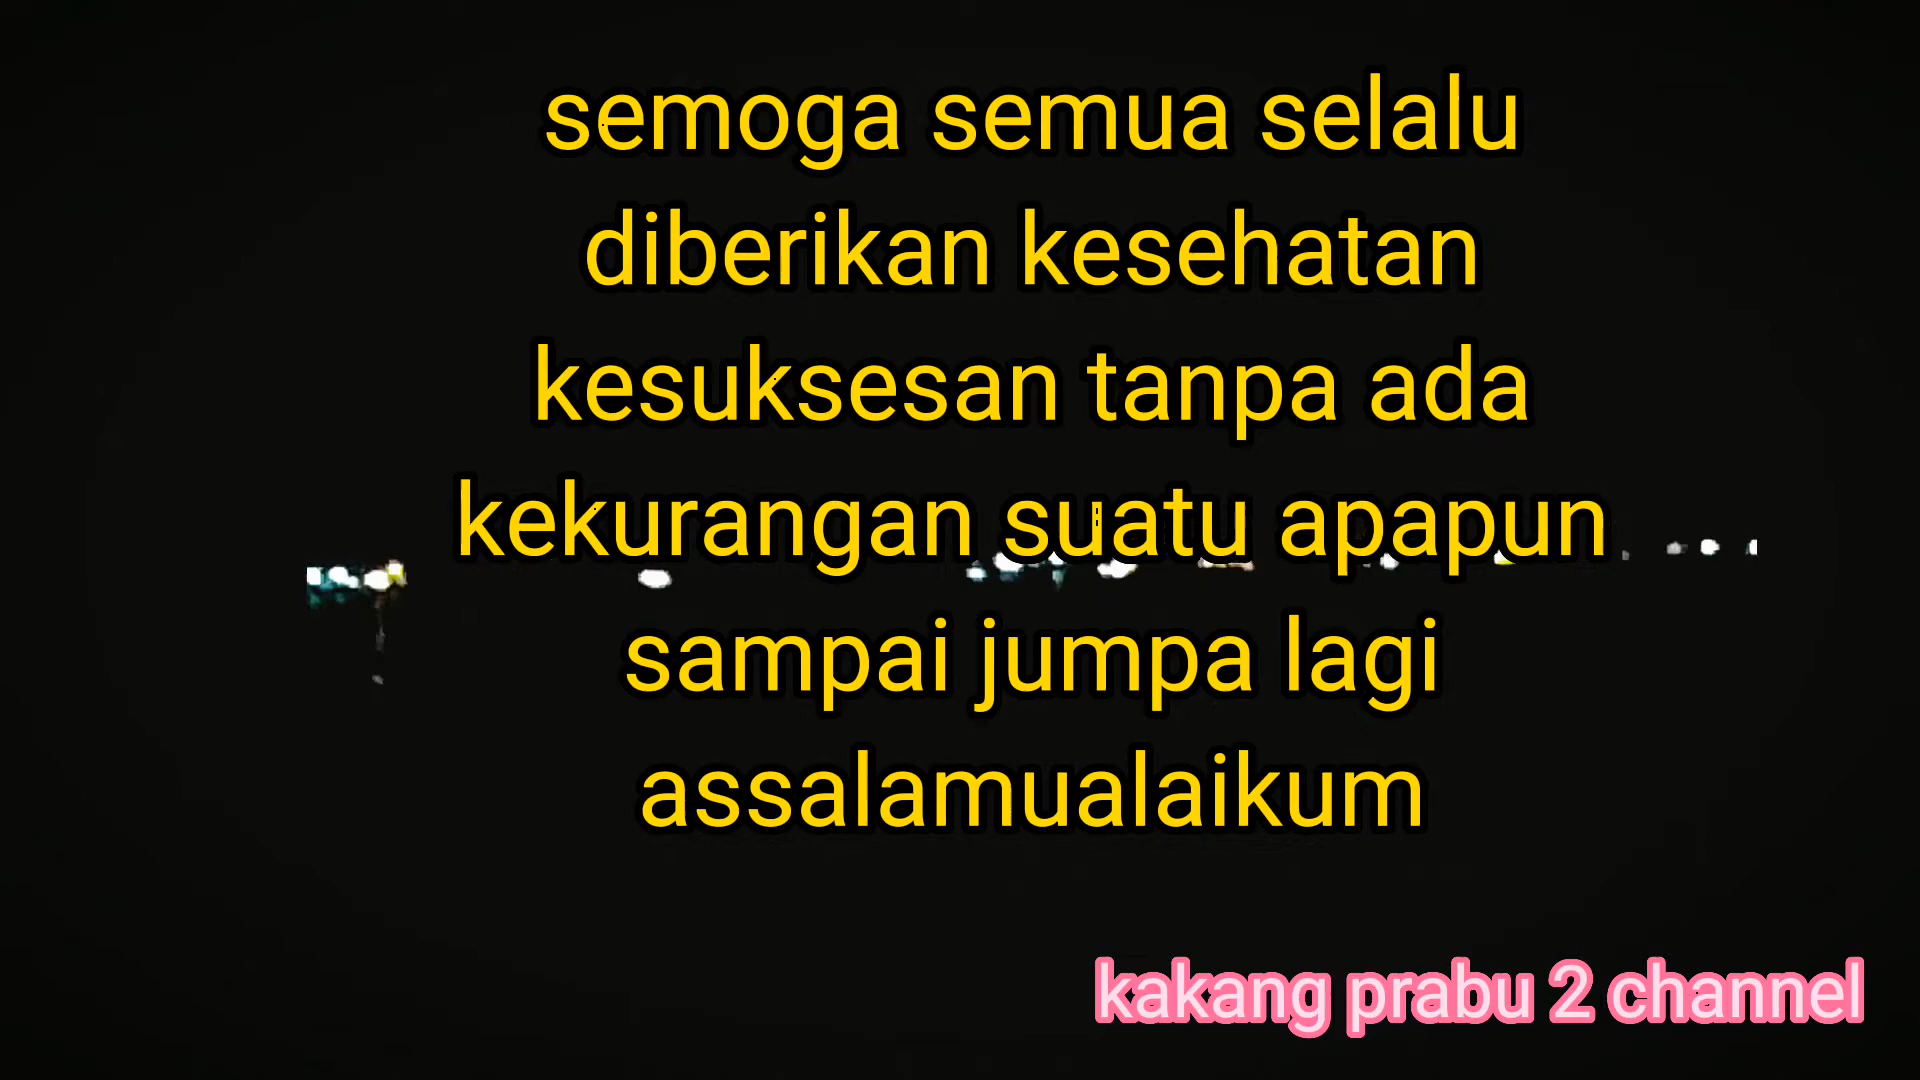 semoga semua selalu
diberikan kesehatan
kesuksesan tanpa ada
kekurangan suatu apapun
sampai jumpa lagi
assalamualaikum
kakang prabu 2 channel